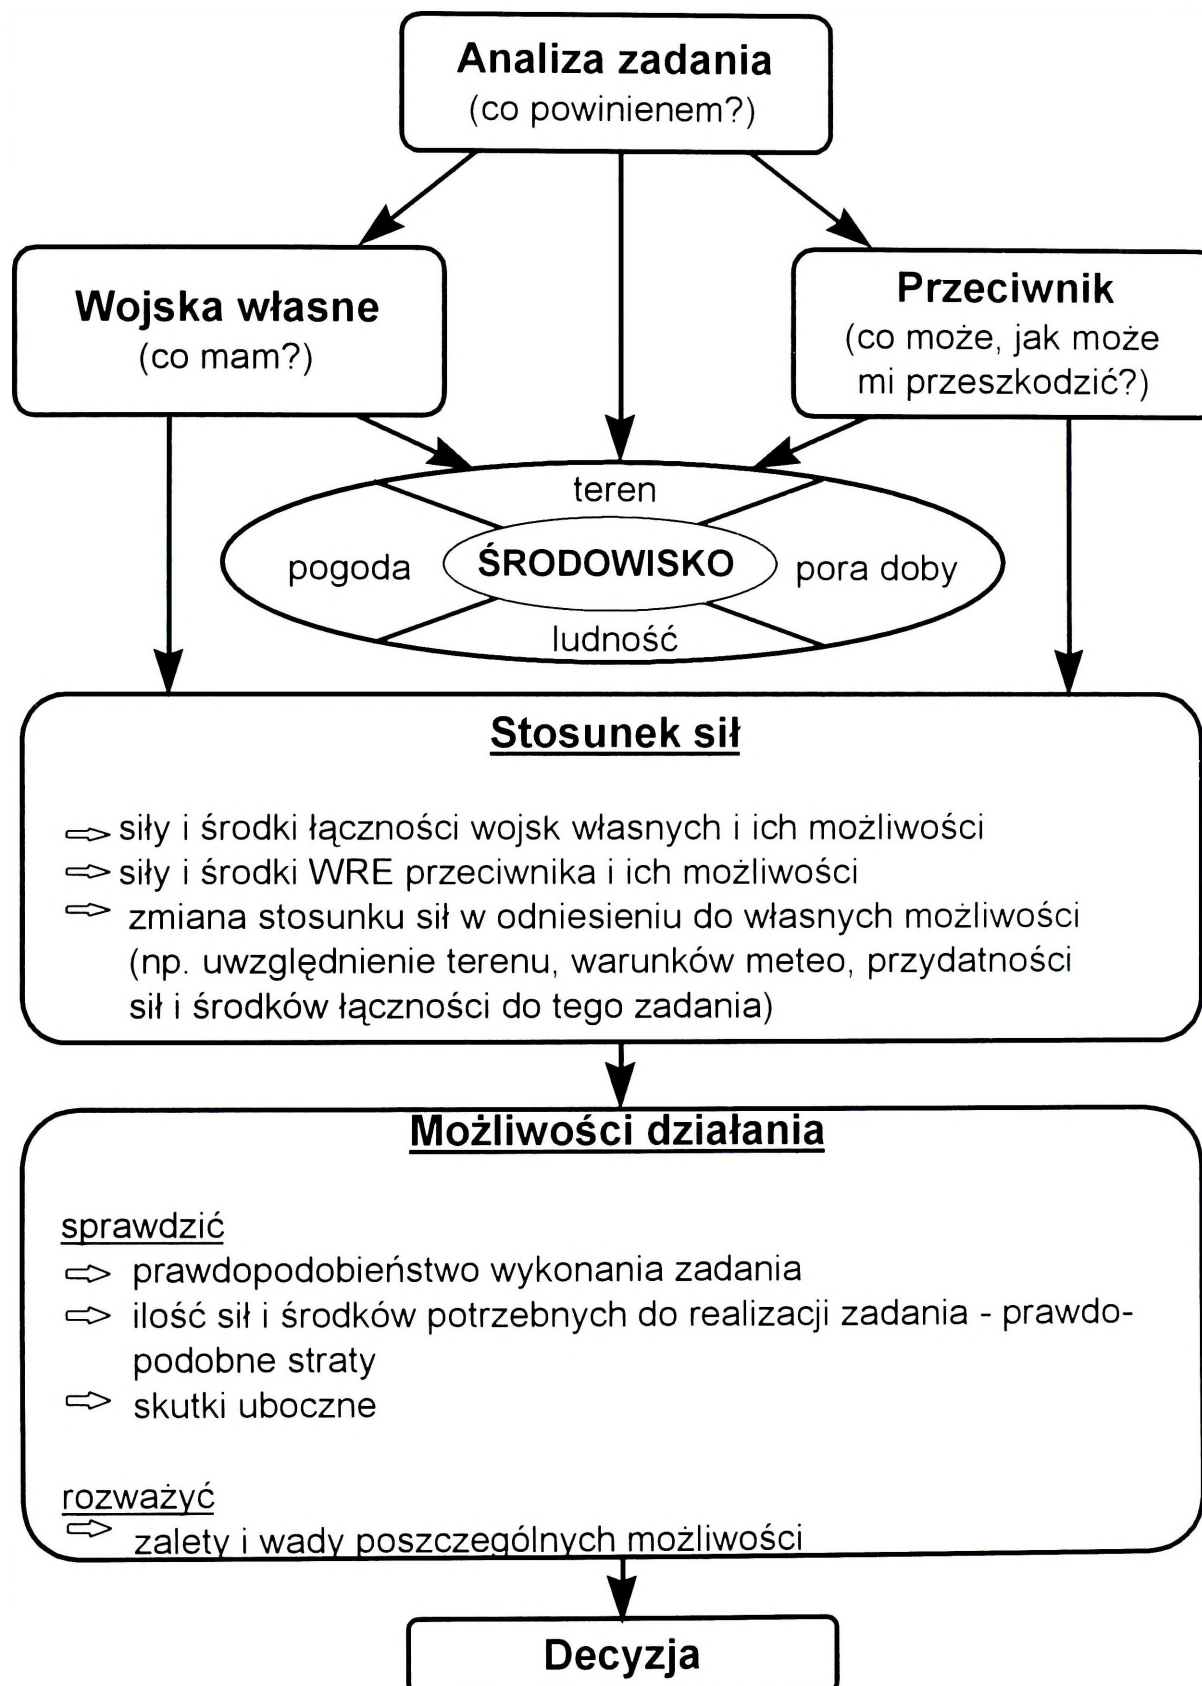 Analiza zadania
(co powinienem?)
Wojska własne
(co mam?)
Przeciwnik
(co może, jak może
mi przeszkodzić?)
teren
pogoda
ŚRODOWISKO
pora doby
ludność
Stosunek sił
⇨ siły i środki łączności wojsk własnych i ich możliwości
⇨ siły i środki WRE przeciwnika i ich możliwości
⇨ zmiana stosunku sił w odniesieniu do własnych możliwości
(np. uwzględnienie terenu, warunków meteo, przydatności
sił i środków łączności do tego zadania)
Możliwości działania
sprawdzić
⇨ prawdopodobieństwo wykonania zadania
⇨ ilość sił i środków potrzebnych do realizacji zadania - prawdo-
podobne straty
⇨ skutki uboczne
rozważyć
⇨ zalety i wady poszczególnych możliwości
Decyzja